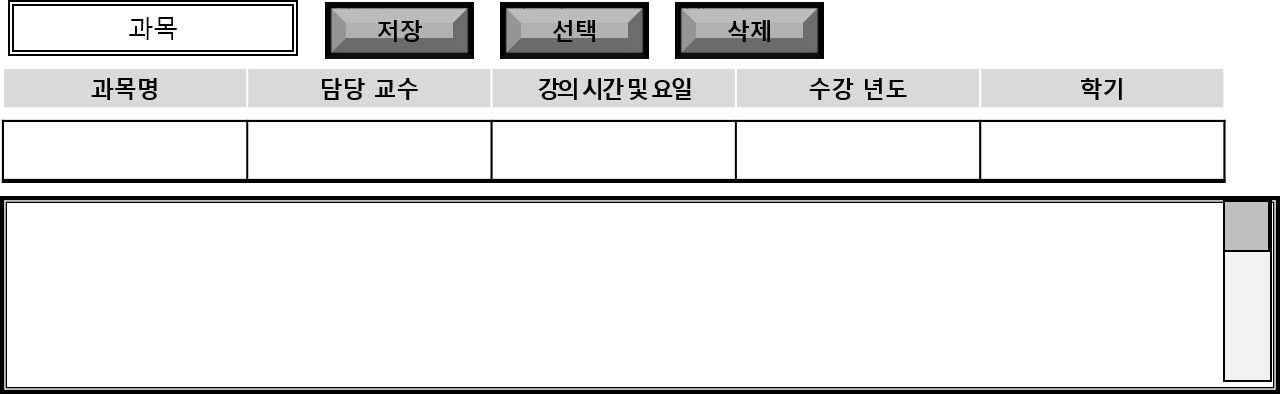 과목 저장 선택 삭제
과목명 담당 교수 강의 시간 및 요일 수강 년도 학기